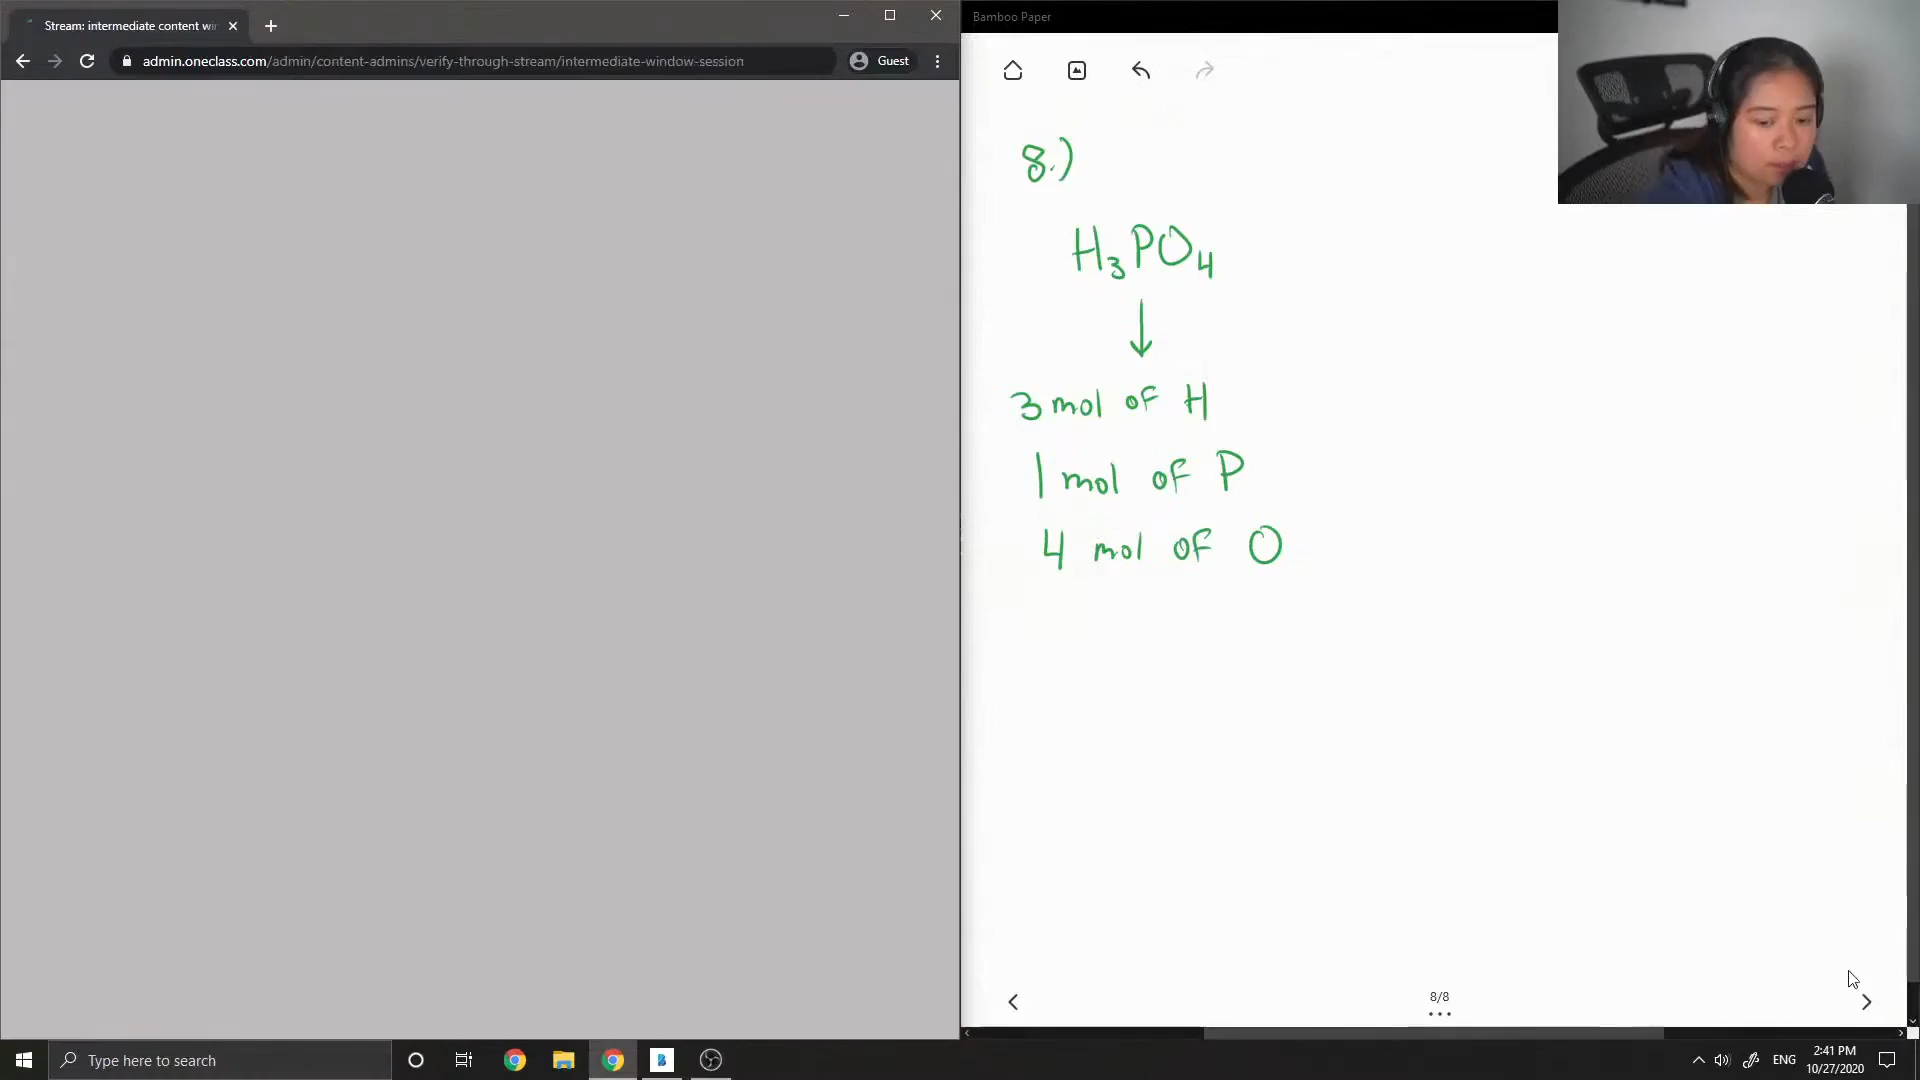 Stream: intermediate content wi
admin.oneclass.com/admin/content-admins/verify-through-stream/intermediate-window-session
Guest
Bamboo Paper
8.)
H₃PO₄
↓
3 mol of H
1 mol of P
4 mol of O
8/8
Type here to search
ENG
2:41 PM
10/27/2020